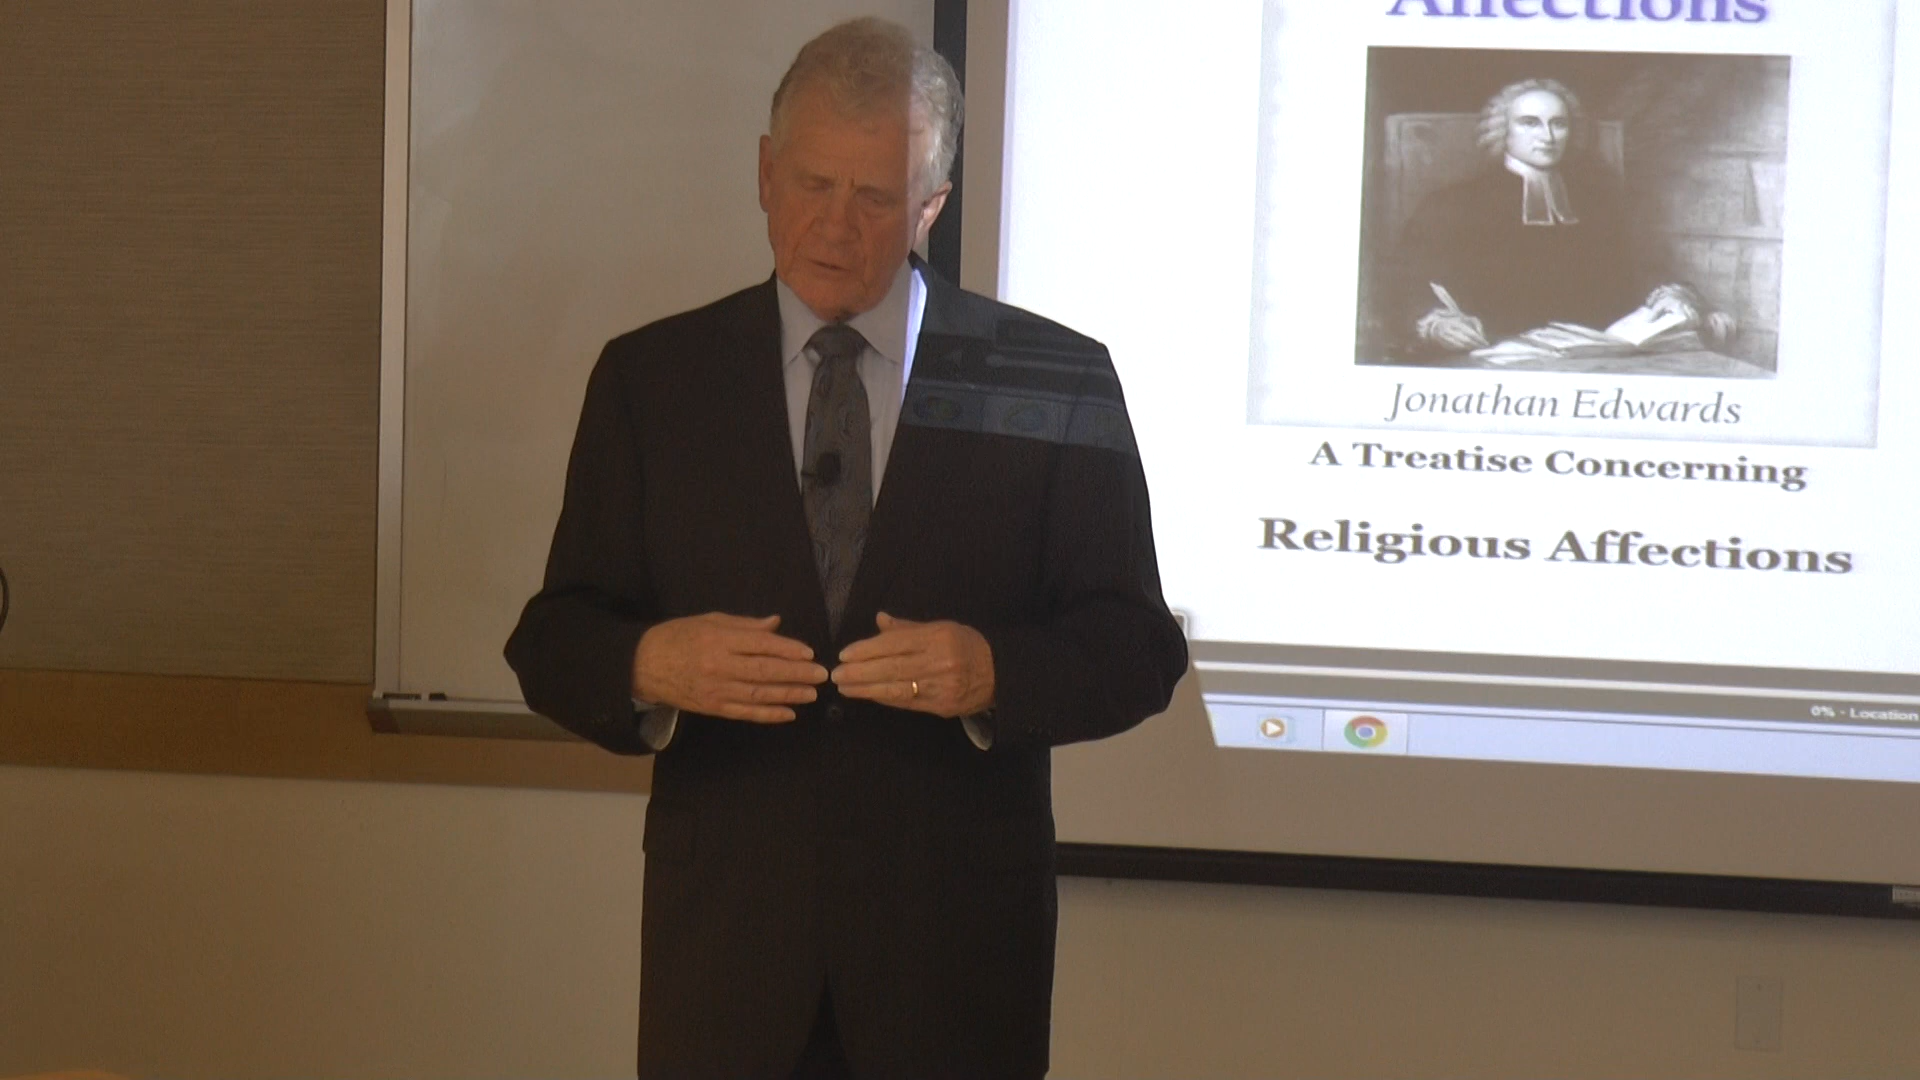 Affections
Jonathan Edwards
A Treatise Concerning
Religious Affections
0% - Location